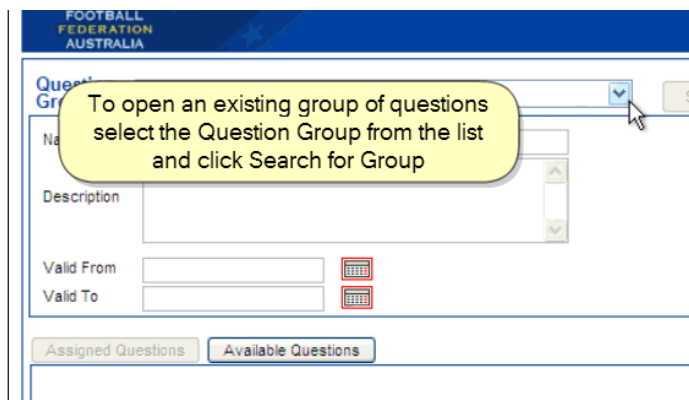 FOOTBALL
FEDERATION
AUSTRALIA
To open an existing group of questions
select the Question Group from the list
and click Search for Group
Description
Valid From
Valid To
Assigned Questions Available Questions